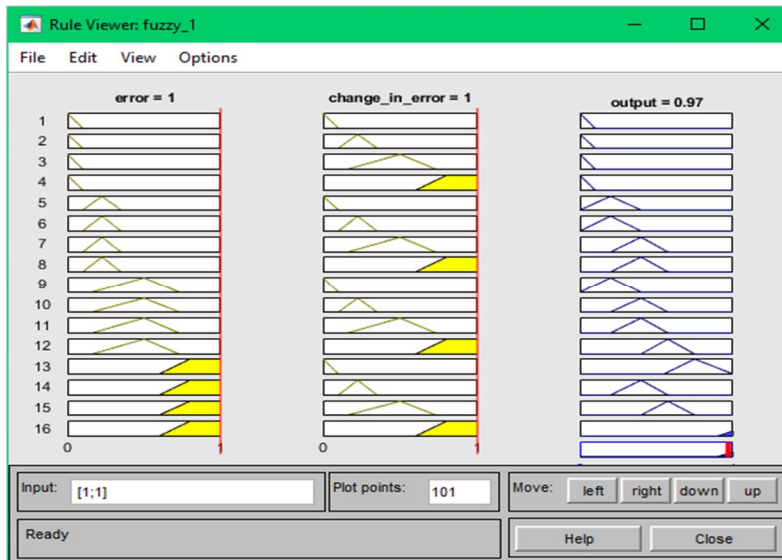 Rule Viewer: fuzzy_1
File Edit View Options
error = 1 change_in_error = 1 output = 0.97
1
2
3
4
5
6
7
8
9
10
11
12
13
14
15
16
0 1 0 1
Input: [1;1] Plot points: 101 Move: left right down up
Ready Help Close